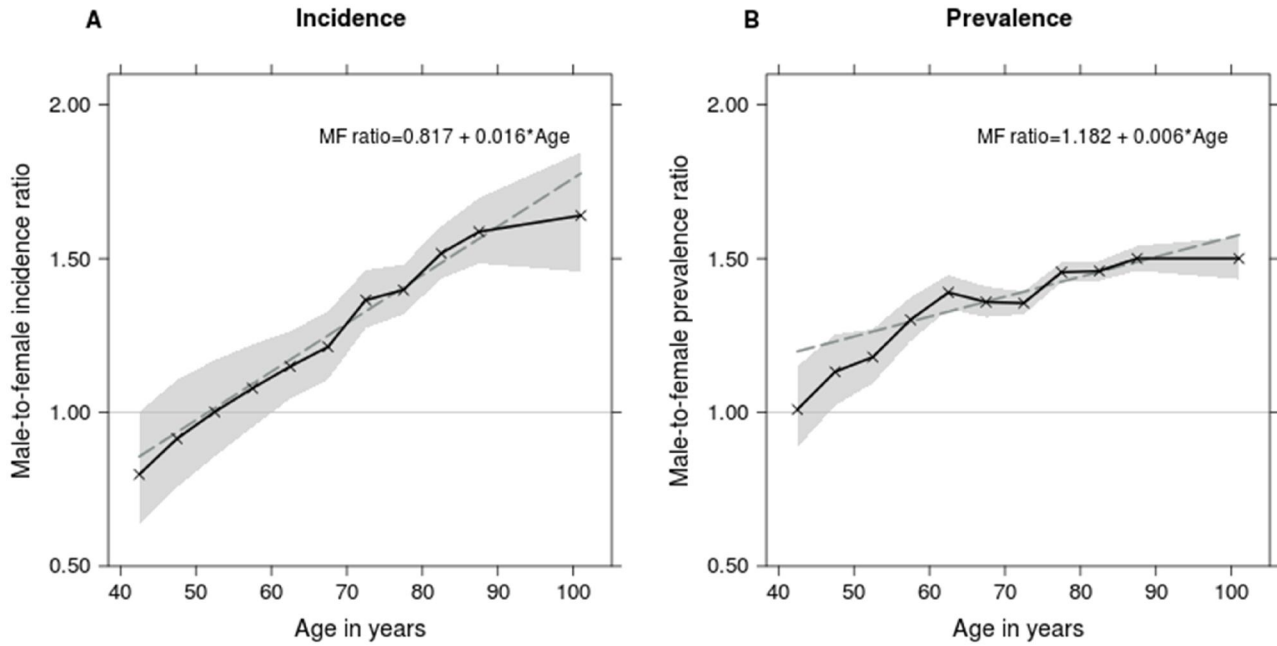 A Incidence
2.00
1.50
1.00
0.50
MF ratio=0.817 + 0.016*Age
Male-to-female incidence ratio
40 50 60 70 80 90 100
Age in years
B Prevalence
2.00
1.50
1.00
0.50
MF ratio=1.182 + 0.006*Age
Male-to-female prevalence ratio
40 50 60 70 80 90 100
Age in years